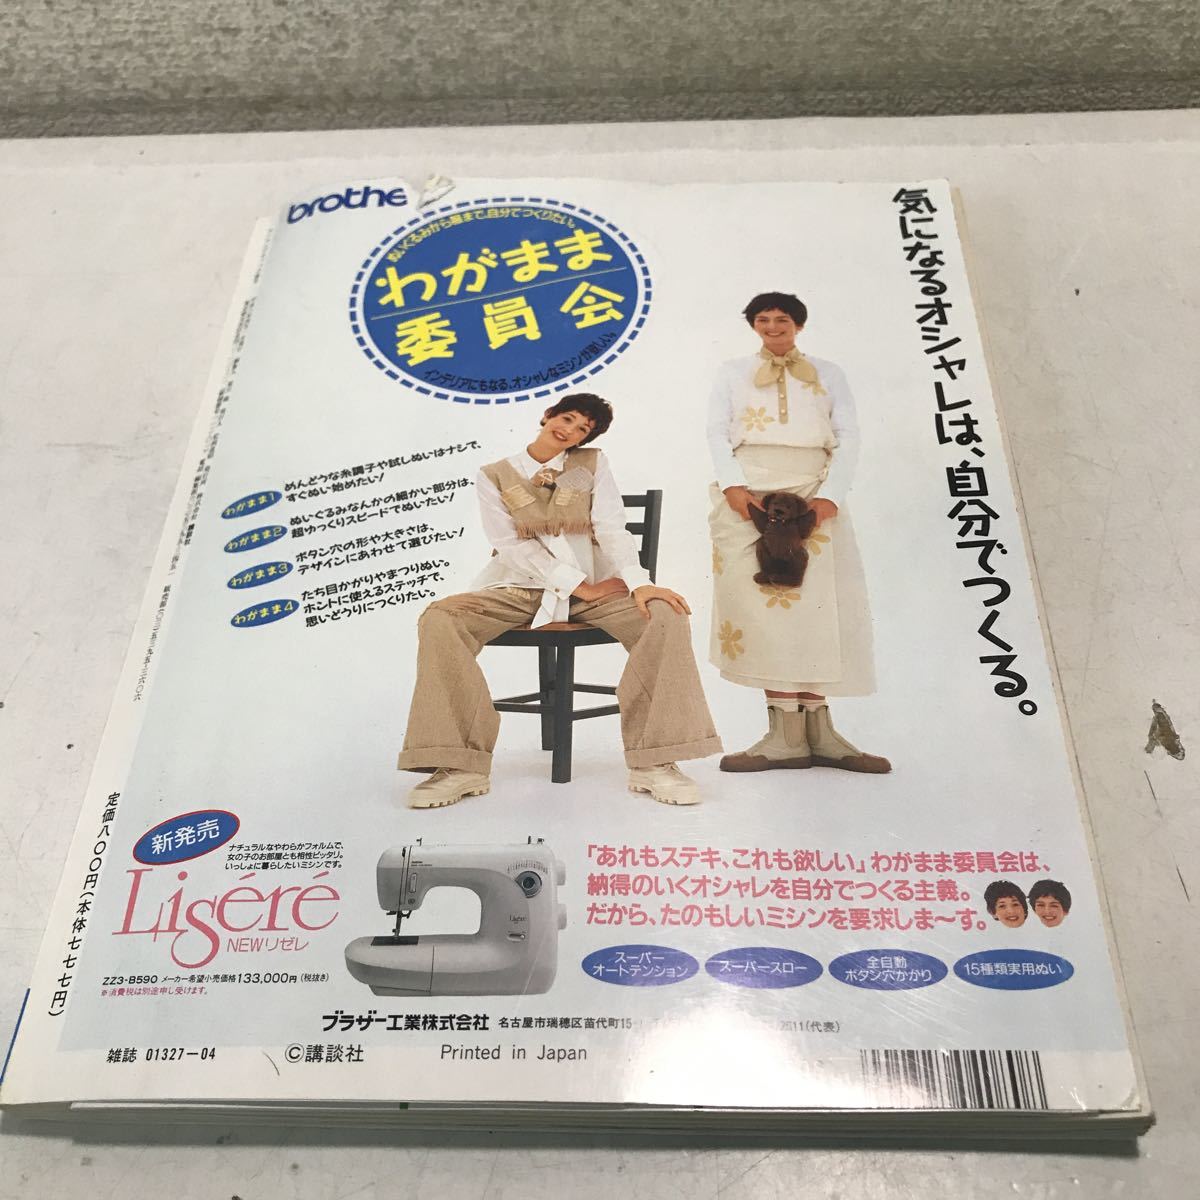 brothe
ぬいぐるみから服まで、自分でつくりたい。
わがまま
委員会
インテリアにもなる、オシャレなミシンが欲しい。
気になるオシャレは、自分でつくる。
わがまま1
めんどうな糸調子や試しぬいはナシで、
すぐぬい始めたい！
わがまま2
ぬいぐるみなんかの細かい部分は、
超ゆっくりスピードでぬいたい！
わがまま3
ボタン穴の形や大きさは、
デザインにあわせて選びたい！
わがまま4
たち目かがりやまつりぬい。
ホントに使えるステッチで、
思いどうりにつくりたい。
定価八〇〇円(本体七七七円)
新発売
ナチュラルなやわらかフォルムで、
女の子のお部屋とも相性ピッタリ。
いっしょに暮らしたいミシンです。
Liséré
NEWリゼレ
ZZ3-B590 メーカー希望小売価格133,000円(税抜き)
※消費税は別途申し受けます。
「あれもステキ、これも欲しい」わがまま委員会は、
納得のいくオシャレを自分でつくる主義。
だから、たのもしいミシンを要求しま〜す。
スーパー
オートテンション
スーパースロー
全自動
ボタン穴かがり
15種類実用ぬい
ブラザー工業株式会社 名古屋市瑞穂区苗代町15- 2511(代表)
雑誌 01327-04
©講談社
Printed in Japan